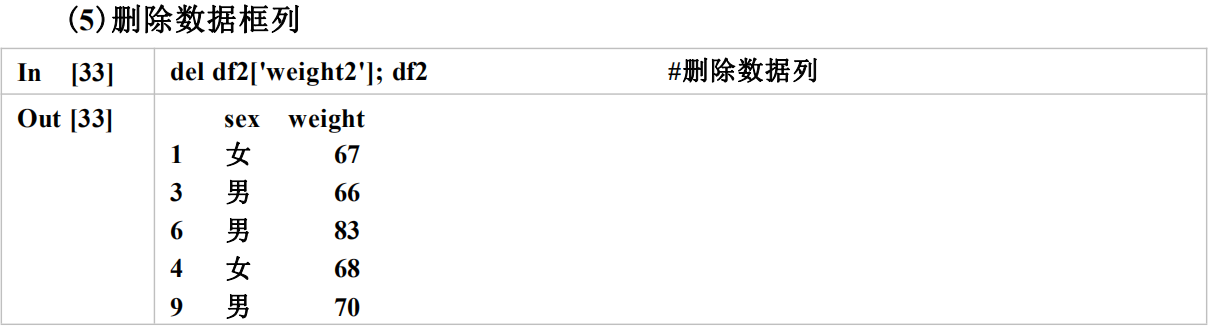 (5)删除数据框列
In [33] del df2['weight2']; df2 #删除数据列
Out [33] sex weight
1 女 67
3 男 66
6 男 83
4 女 68
9 男 70